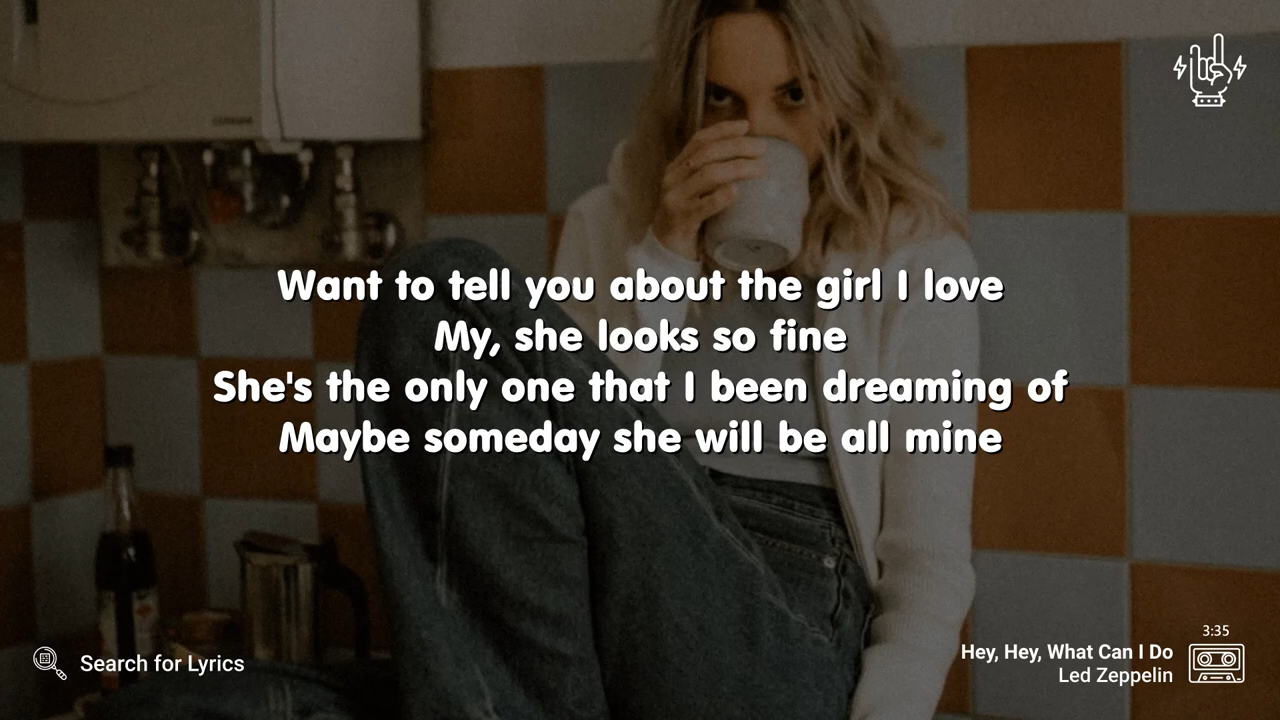 Want to tell you about the girl I love
My, she looks so fine
She's the only one that I been dreaming of
Maybe someday she will be all mine
3:35
Search for Lyrics
Hey, Hey, What Can I Do
Led Zeppelin